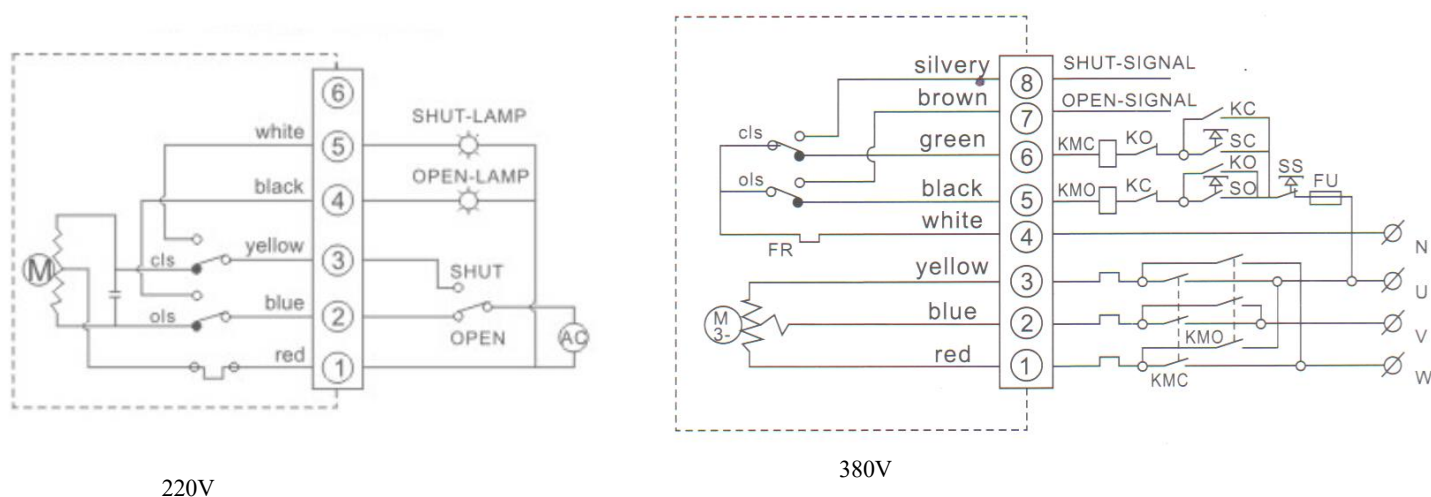 6
white 5 SHUT-LAMP
black 4 OPEN-LAMP
M cls yellow 3 SHUT
ols blue 2 OPEN AC
red 1
220V
silvery 8 SHUT-SIGNAL
brown 7 OPEN-SIGNAL
KC
cls green 6 KMC KO SC
KO SS FU
ols black 5 KMO KC SO
white 4 N
FR
yellow 3 U
M 3- blue 2 V
KMO
red 1 W
KMC
380V